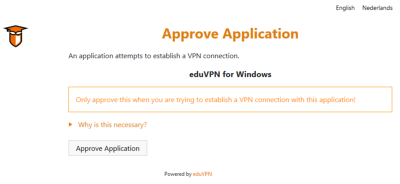 English Nederlands
Approve Application
An application attempts to establish a VPN connection.
eduVPN for Windows
Only approve this when you are trying to establish a VPN connection with this application!
Why is this necessary?
Approve Application
Powered by eduVPN